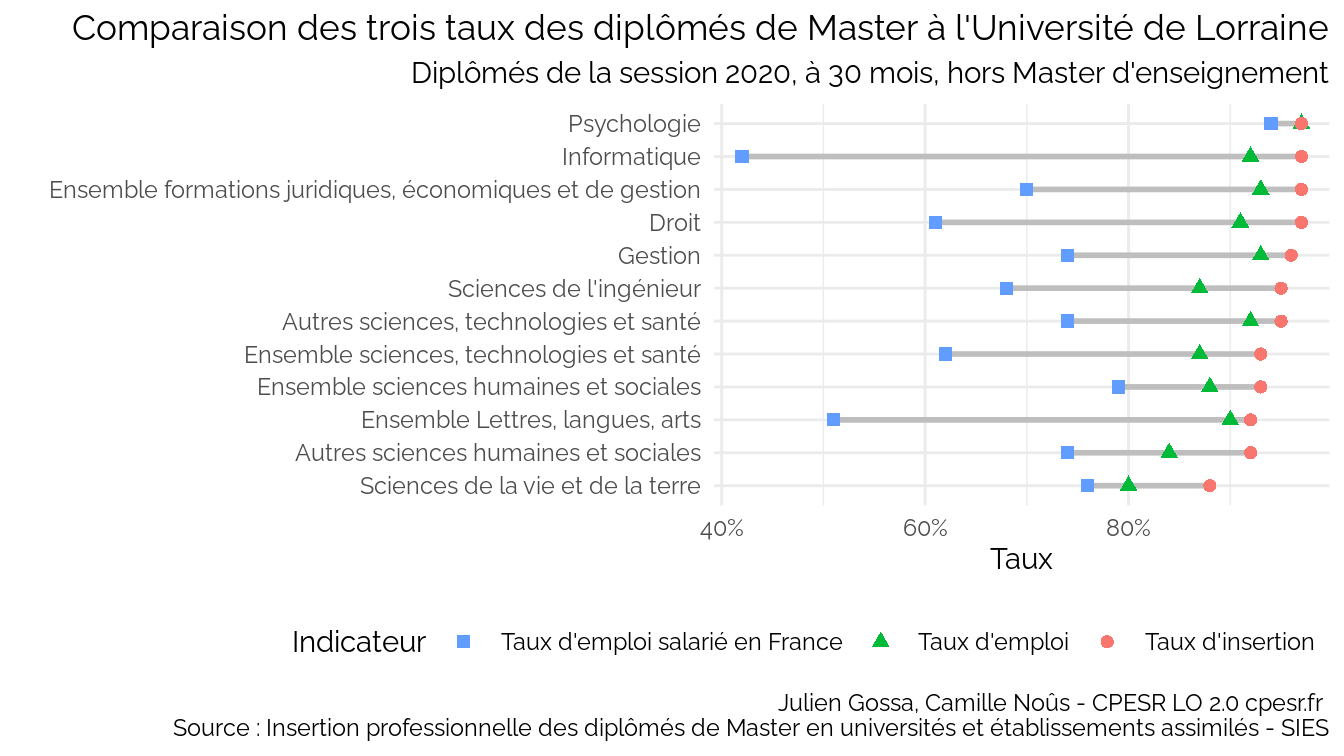 Comparaison des trois taux des diplômés de Master à l'Université de Lorraine
Diplômés de la session 2020, à 30 mois, hors Master d'enseignement
Psychologie
Informatique
Ensemble formations juridiques, économiques et de gestion
Droit
Gestion
Sciences de l'ingénieur
Autres sciences, technologies et santé
Ensemble sciences, technologies et santé
Ensemble sciences humaines et sociales
Ensemble Lettres, langues, arts
Autres sciences humaines et sociales
Sciences de la vie et de la terre
40% 60% 80%
Taux
Indicateur Taux d'emploi salarié en France Taux d'emploi Taux d'insertion
Julien Gossa, Camille Noûs - CPESR LO 2.0 cpesr.fr
Source : Insertion professionnelle des diplômés de Master en universités et établissements assimilés - SIES